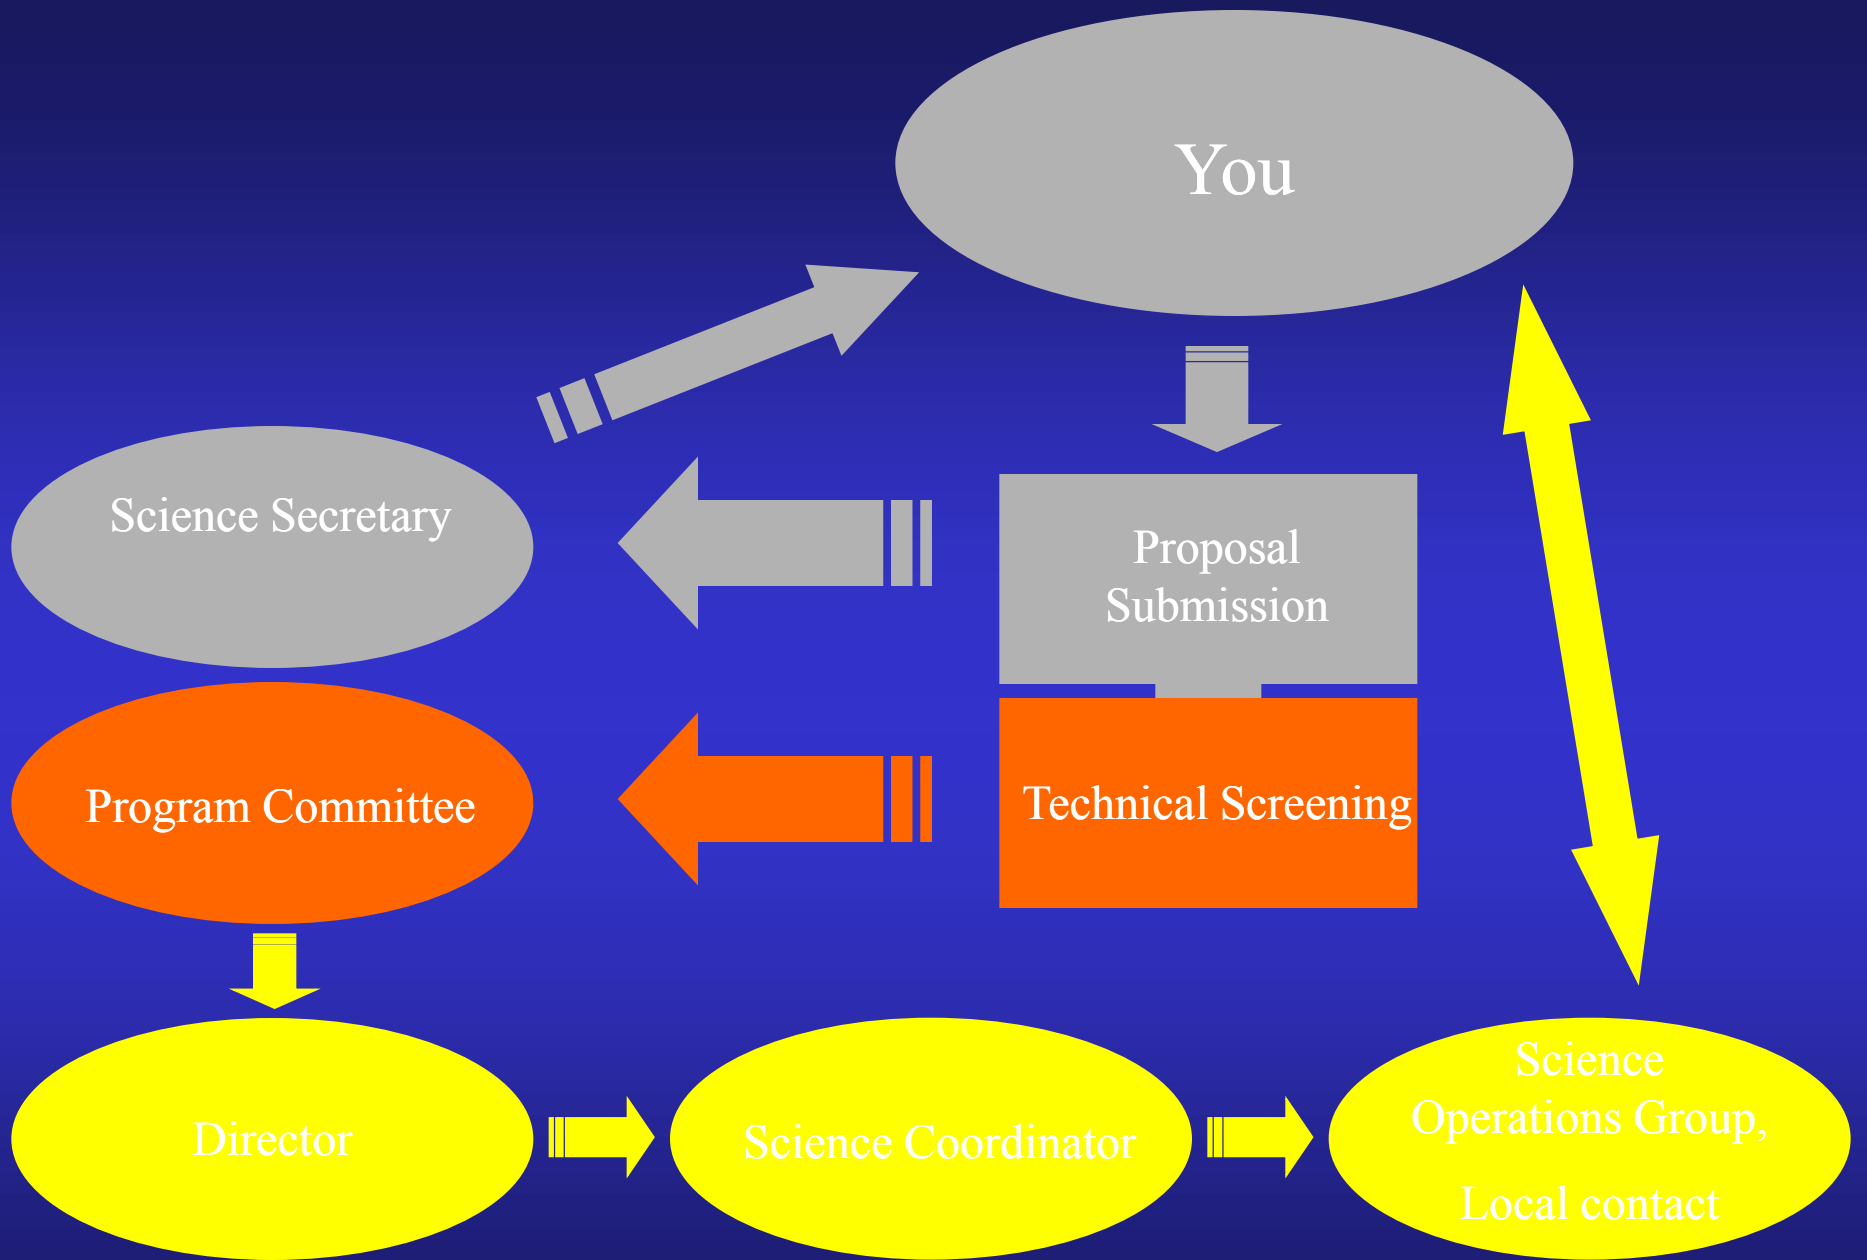 You
Science Secretary
Proposal
Submission
Program Committee
Technical Screening
Director
Science Coordinator
Science
Operations Group,
Local contact